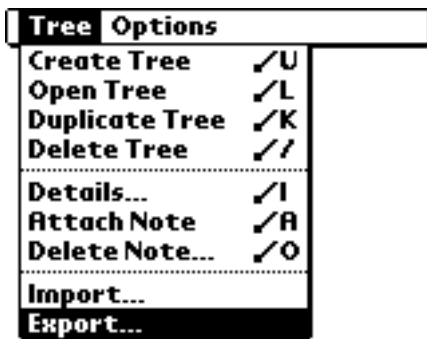 Tree Options
Create Tree /U
Open Tree /L
Duplicate Tree /K
Delete Tree //
Details... /I
Attach Note /A
Delete Note... /O
Import...
Export...